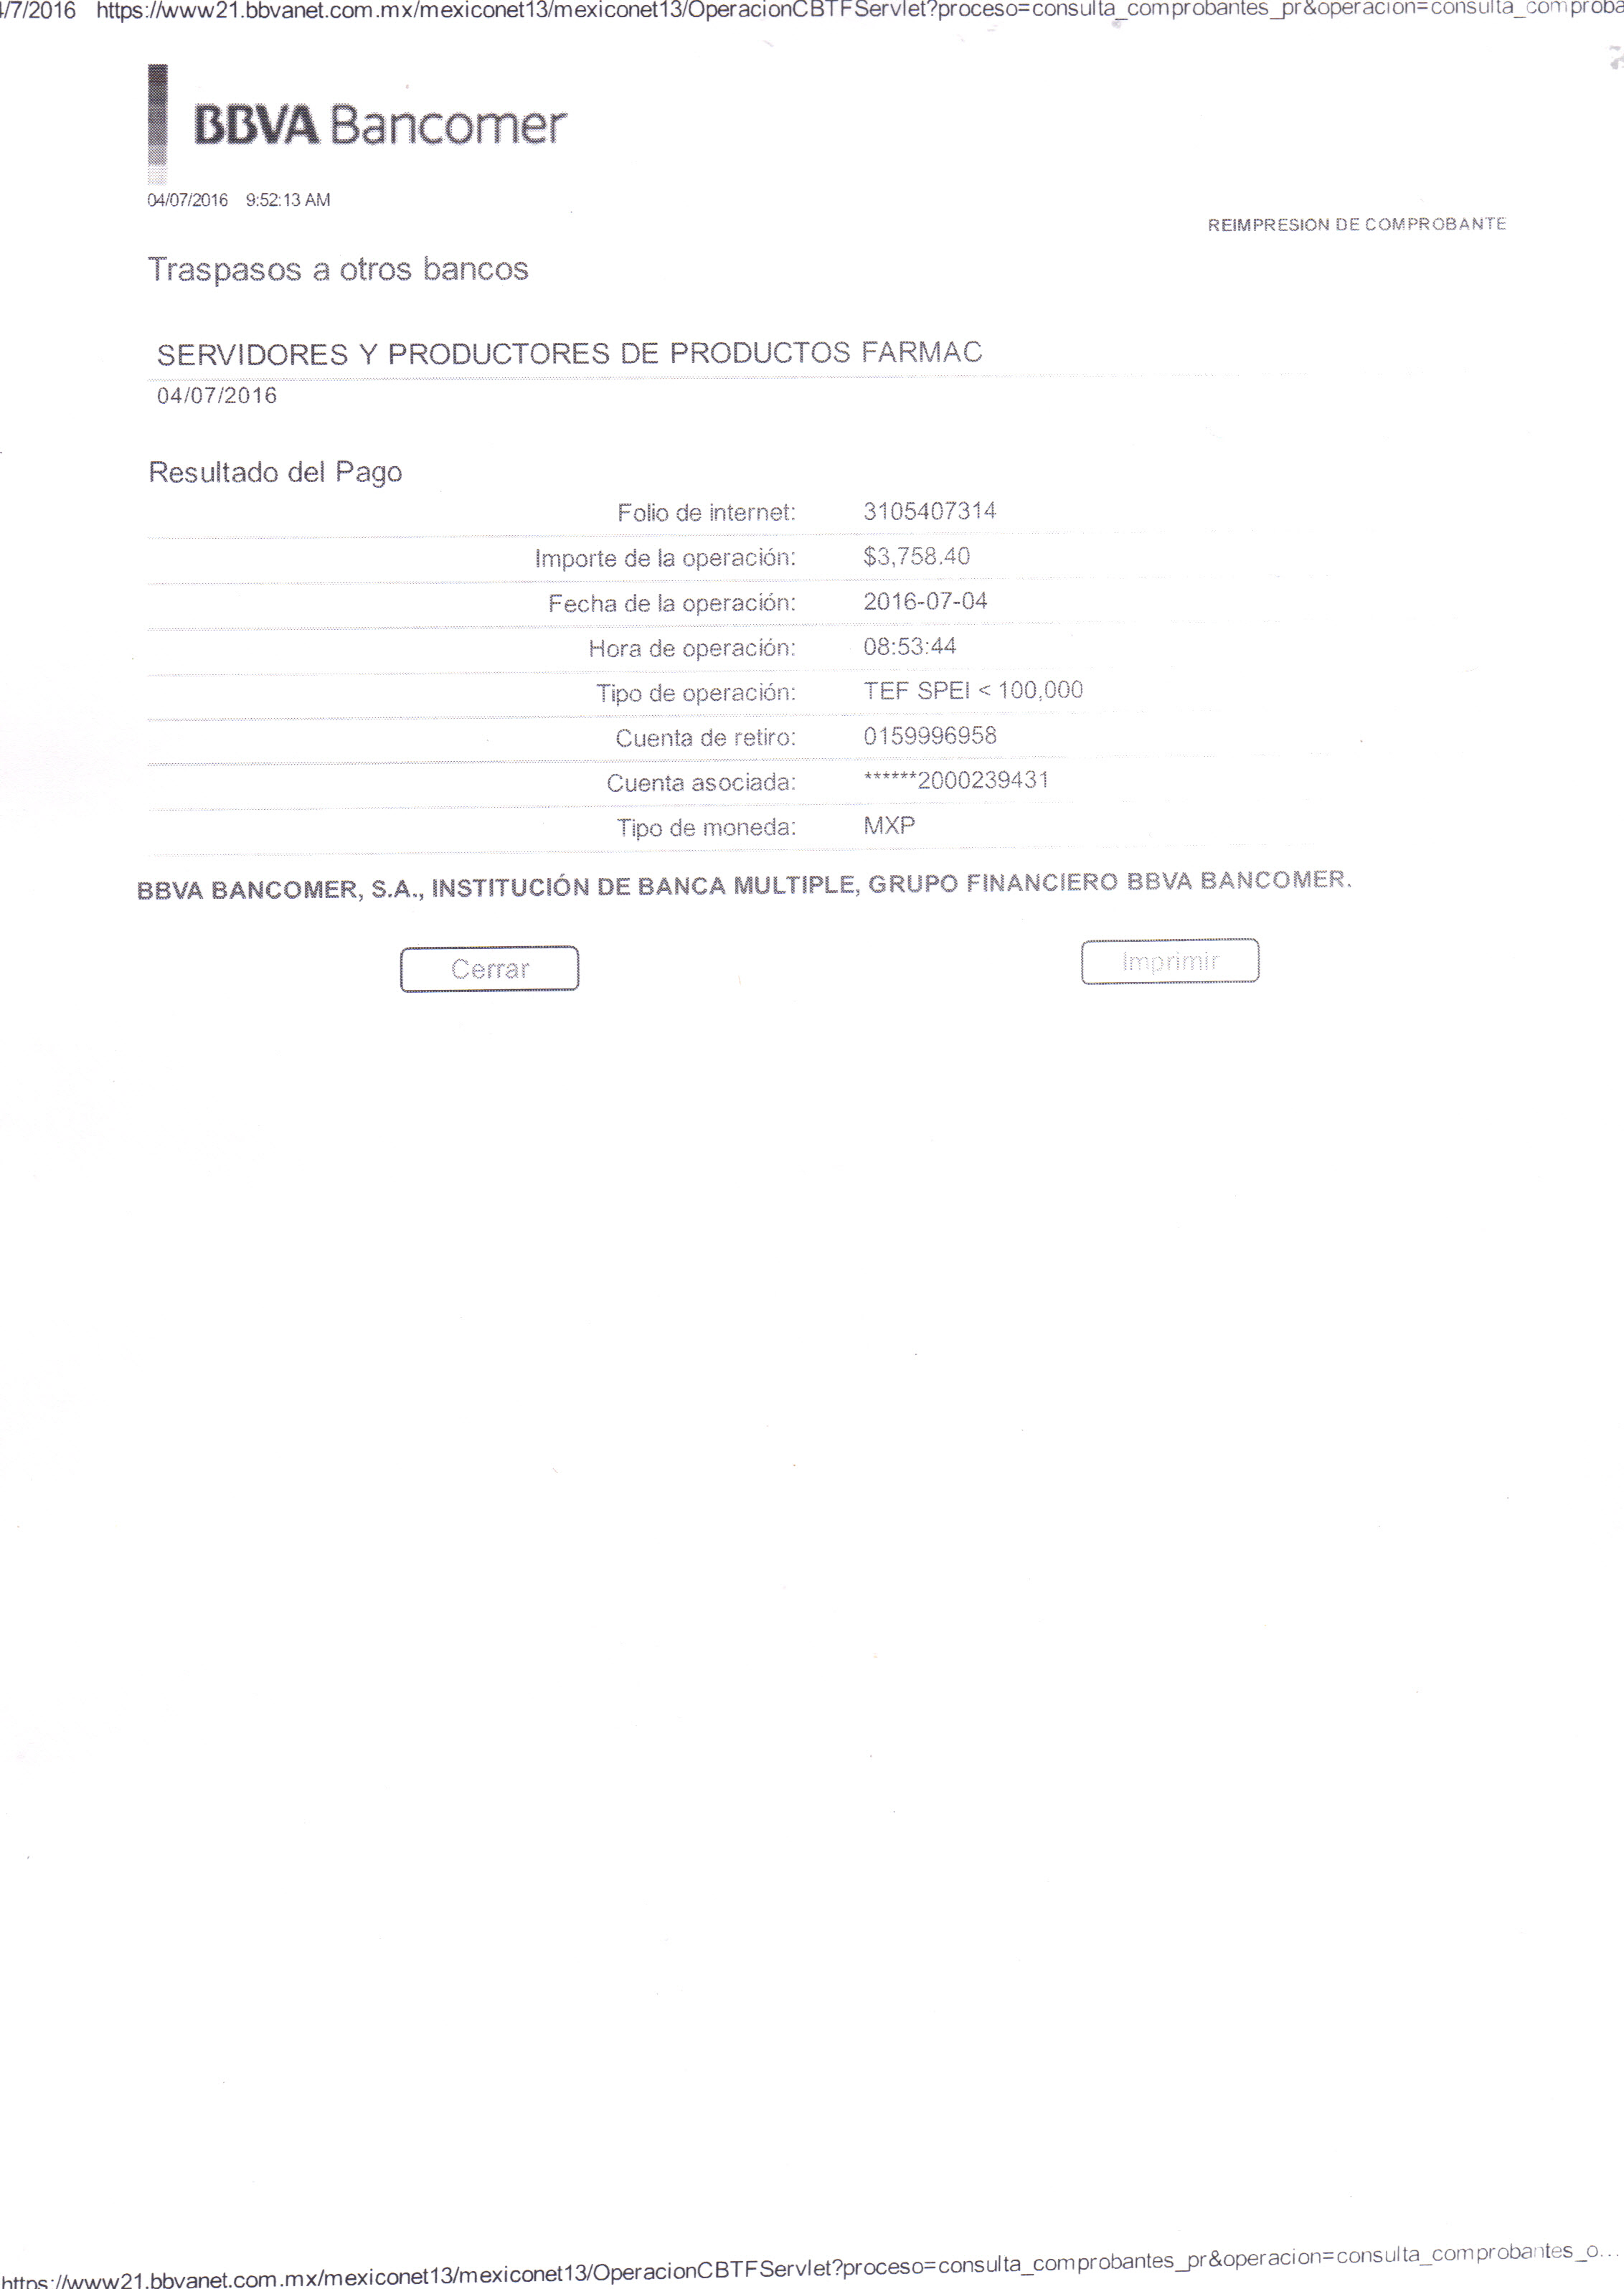 /7/2016 https://www21.bbvanet.com.mx/mexiconet13/mexiconet13/OperacionCBTFServlet?proceso=consulta_comprobantes_pr&operacion=consulta_comproba
BBVA Bancomer
04/07/2016 9:52:13 AM
REIMPRESION DE COMPROBANTE
Traspasos a otros bancos
SERVIDORES Y PRODUCTORES DE PRODUCTOS FARMAC
04/07/2016
Resultado del Pago
Folio de internet: 3105407314
Importe de la operación: $3,758.40
Fecha de la operación: 2016-07-04
Hora de operación: 08:53:44
Tipo de operación: TEF SPEI < 100,000
Cuenta de retiro: 0159996958
Cuenta asociada: ******2000239431
Tipo de moneda: MXP
BBVA BANCOMER, S.A., INSTITUCIÓN DE BANCA MULTIPLE, GRUPO FINANCIERO BBVA BANCOMER.
Cerrar Imprimir
https://www21.bbvanet.com.mx/mexiconet13/mexiconet13/OperacionCBTFServlet?proceso=consulta_comprobantes_pr&operacion=consulta_comprobantes_o...